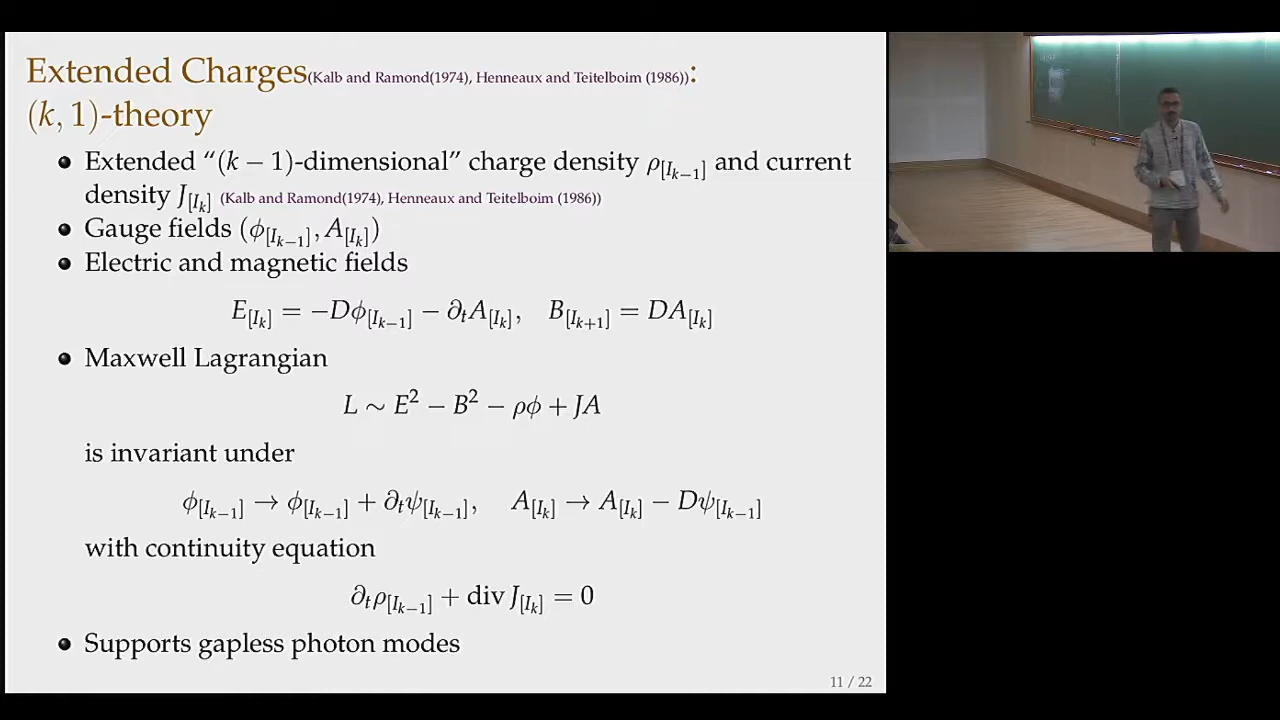 Extended Charges(Kalb and Ramond(1974), Henneaux and Teitelboim (1986)):
(k, 1)-theory
Extended “(k − 1)-dimensional” charge density ρ[I_{k−1}] and current
density J[I_k] (Kalb and Ramond(1974), Henneaux and Teitelboim (1986))
Gauge fields (ϕ[I_{k−1}], A[I_k])
Electric and magnetic fields
E[I_k] = −Dϕ[I_{k−1}] − ∂_t A[I_k], B[I_{k+1}] = DA[I_k]
Maxwell Lagrangian
L ∼ E² − B² − ρϕ + JA
is invariant under
ϕ[I_{k−1}] → ϕ[I_{k−1}] + ∂_t ψ[I_{k−1}], A[I_k] → A[I_k] − Dψ[I_{k−1}]
with continuity equation
∂_t ρ[I_{k−1}] + div J[I_k] = 0
Supports gapless photon modes
11 / 22